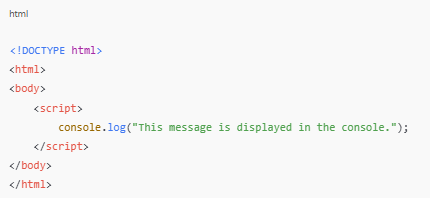 html
<!DOCTYPE html>
<html>
<body>
    <script>
        console.log("This message is displayed in the console.");
    </script>
</body>
</html>